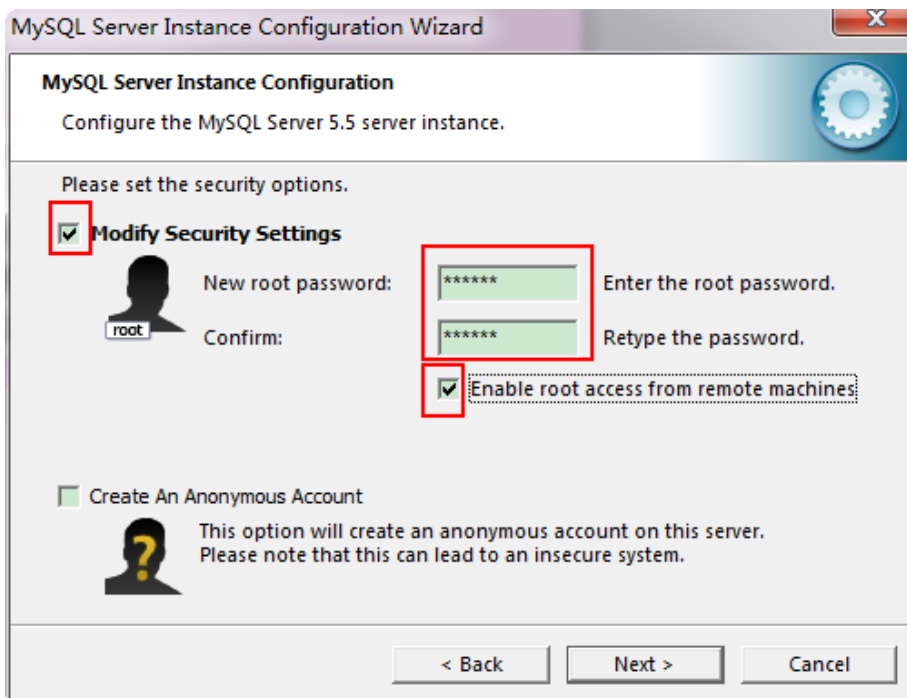 MySQL Server Instance Configuration Wizard
MySQL Server Instance Configuration
Configure the MySQL Server 5.5 server instance.
Please set the security options.
Modify Security Settings
New root password: ****** Enter the root password.
root
Confirm: ****** Retype the password.
Enable root access from remote machines
Create An Anonymous Account
This option will create an anonymous account on this server.
Please note that this can lead to an insecure system.
< Back Next > Cancel